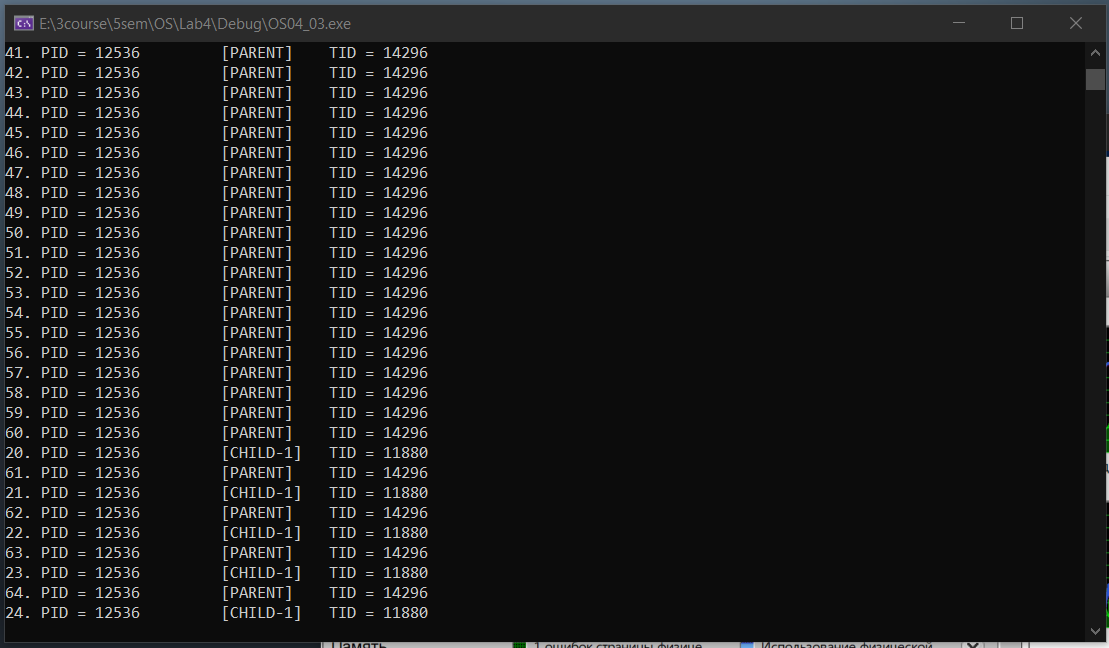 E:\3course\5sem\OS\Lab4\Debug\OS04_03.exe
41. PID = 12536 [PARENT] TID = 14296
42. PID = 12536 [PARENT] TID = 14296
43. PID = 12536 [PARENT] TID = 14296
44. PID = 12536 [PARENT] TID = 14296
45. PID = 12536 [PARENT] TID = 14296
46. PID = 12536 [PARENT] TID = 14296
47. PID = 12536 [PARENT] TID = 14296
48. PID = 12536 [PARENT] TID = 14296
49. PID = 12536 [PARENT] TID = 14296
50. PID = 12536 [PARENT] TID = 14296
51. PID = 12536 [PARENT] TID = 14296
52. PID = 12536 [PARENT] TID = 14296
53. PID = 12536 [PARENT] TID = 14296
54. PID = 12536 [PARENT] TID = 14296
55. PID = 12536 [PARENT] TID = 14296
56. PID = 12536 [PARENT] TID = 14296
57. PID = 12536 [PARENT] TID = 14296
58. PID = 12536 [PARENT] TID = 14296
59. PID = 12536 [PARENT] TID = 14296
60. PID = 12536 [PARENT] TID = 14296
20. PID = 12536 [CHILD-1] TID = 11880
61. PID = 12536 [PARENT] TID = 14296
21. PID = 12536 [CHILD-1] TID = 11880
62. PID = 12536 [PARENT] TID = 14296
22. PID = 12536 [CHILD-1] TID = 11880
63. PID = 12536 [PARENT] TID = 14296
23. PID = 12536 [CHILD-1] TID = 11880
64. PID = 12536 [PARENT] TID = 14296
24. PID = 12536 [CHILD-1] TID = 11880
Память 1 ошибок страницы физиче Использование физической